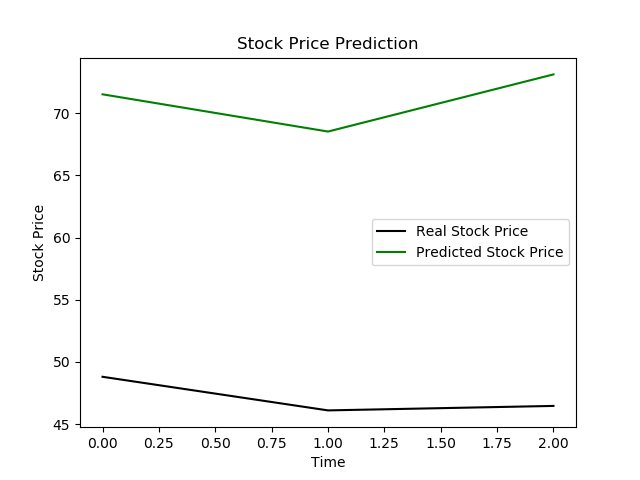 Stock Price Prediction
Stock Price
70
65
60
55
50
45
Real Stock Price
Predicted Stock Price
0.00 0.25 0.50 0.75 1.00 1.25 1.50 1.75 2.00
Time